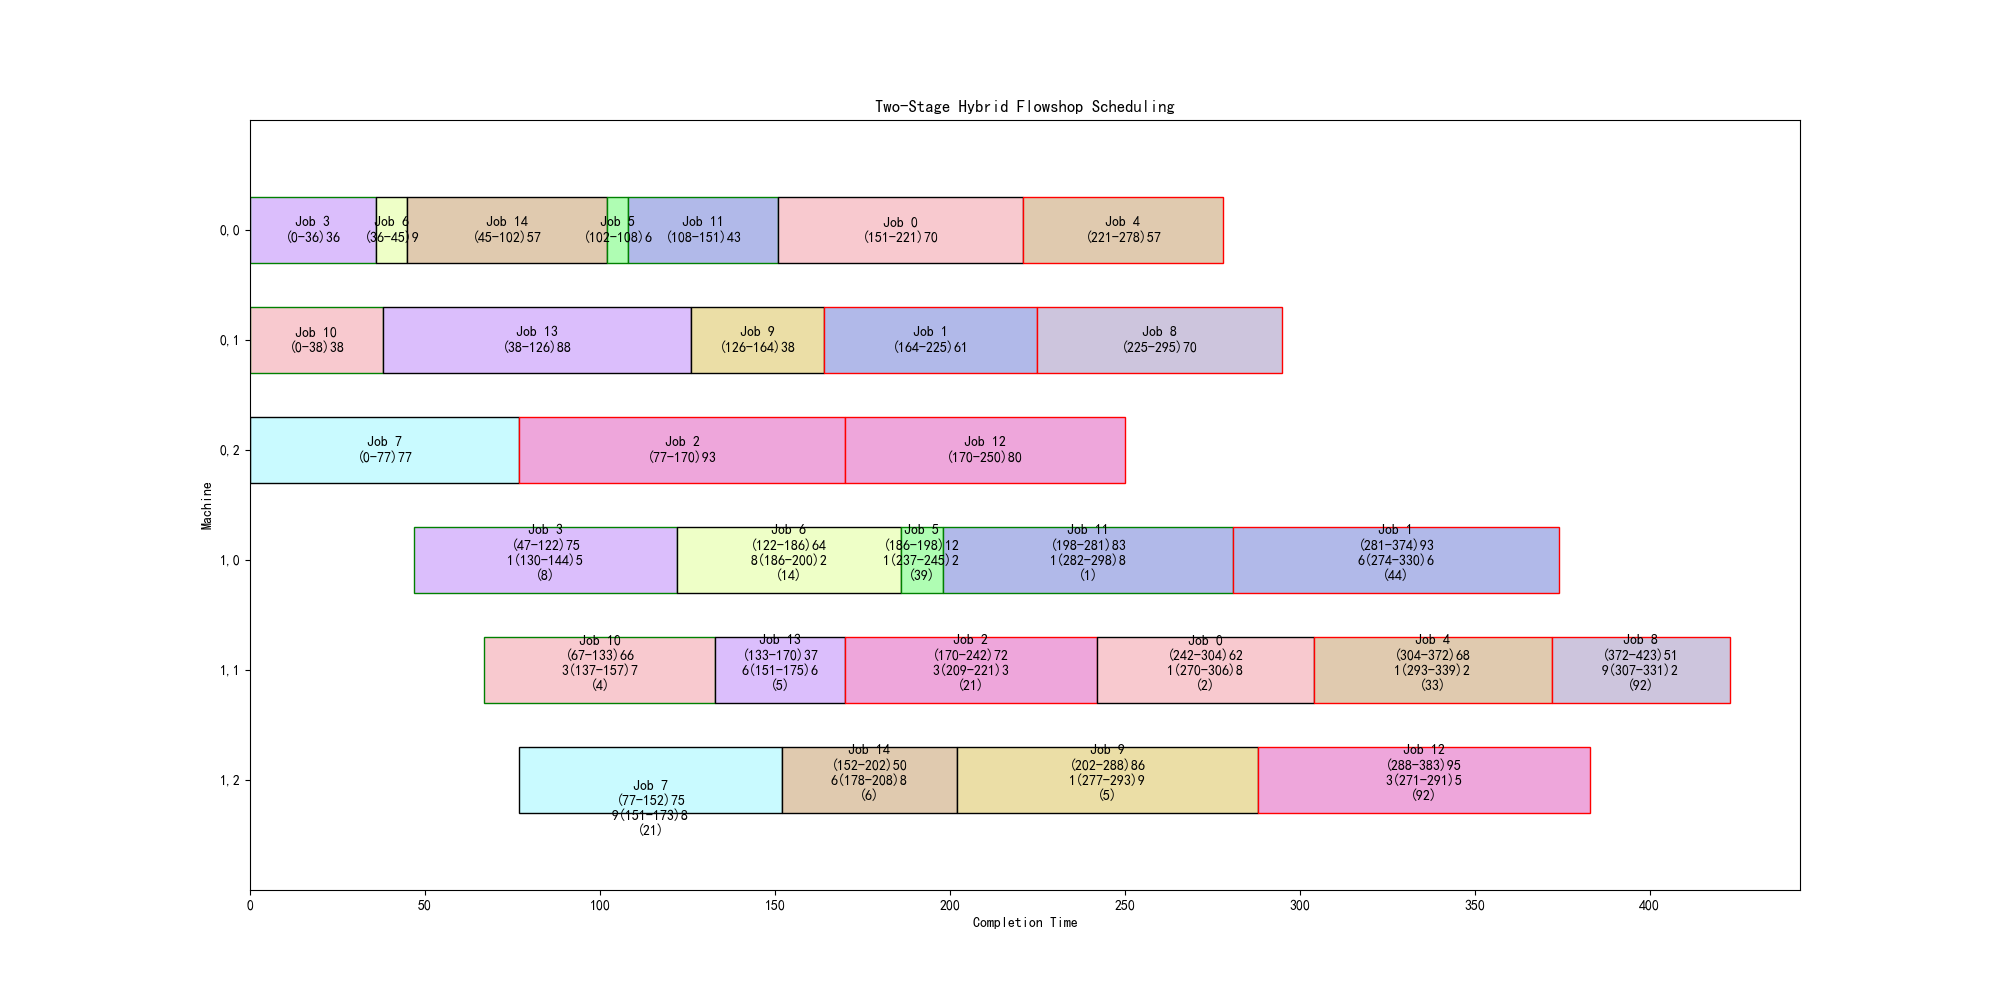 Two-Stage Hybrid Flowshop Scheduling
0,0
Job 3
(0-36)36
Job 6
(36-45)9
Job 14
(45-102)57
Job 5
(102-108)6
Job 11
(108-151)43
Job 0
(151-221)70
Job 4
(221-278)57
0,1
Job 10
(0-38)38
Job 13
(38-126)88
Job 9
(126-164)38
Job 1
(164-225)61
Job 8
(225-295)70
0,2
Job 7
(0-77)77
Job 2
(77-170)93
Job 12
(170-250)80
Machine
1,0
Job 3
(47-122)75
1(130-144)5
(8)
Job 6
(122-186)64
8(186-200)2
(14)
Job 5
(186-198)12
1(237-245)2
(39)
Job 11
(198-281)83
1(282-298)8
(1)
Job 1
(281-374)93
6(274-330)6
(44)
1,1
Job 10
(67-133)66
3(137-157)7
(4)
Job 13
(133-170)37
6(151-175)6
(5)
Job 2
(170-242)72
3(209-221)3
(21)
Job 0
(242-304)62
1(270-306)8
(2)
Job 4
(304-372)68
1(293-339)2
(33)
Job 8
(372-423)51
9(307-331)2
(92)
1,2
Job 7
(77-152)75
9(151-173)8
(21)
Job 14
(152-202)50
6(178-208)8
(6)
Job 9
(202-288)86
1(277-293)9
(5)
Job 12
(288-383)95
3(271-291)5
(92)
0 50 100 150 200 250 300 350 400
Completion Time